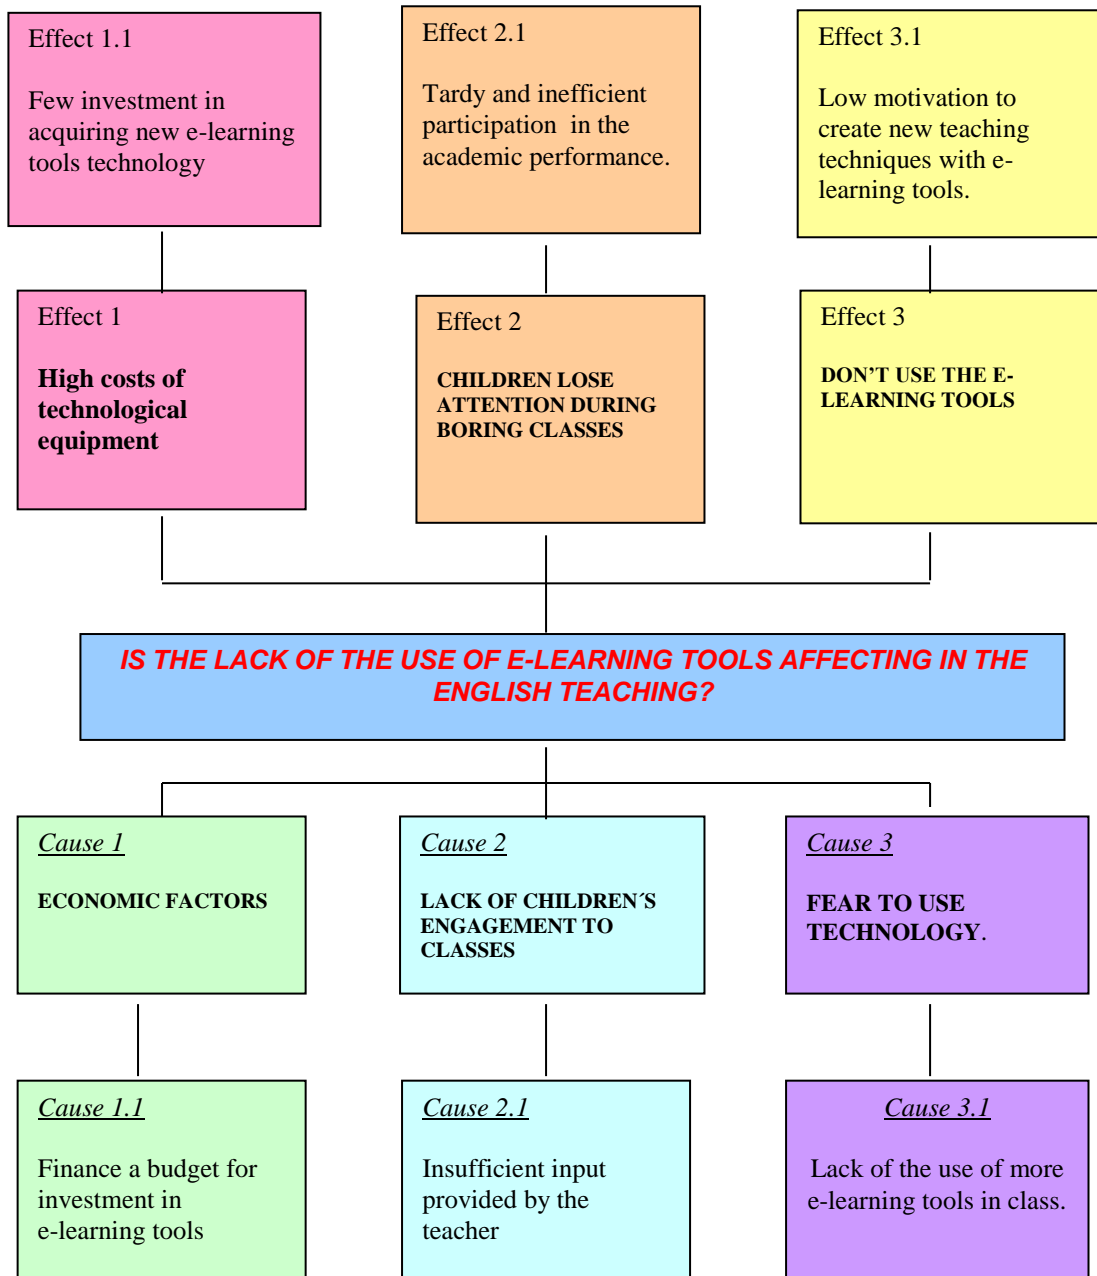 Effect 1.1
Few investment in
acquiring new e-learning
tools technology
Effect 2.1
Tardy and inefficient
participation in the
academic performance.
Effect 3.1
Low motivation to
create new teaching
techniques with e-
learning tools.
Effect 1
High costs of
technological
equipment
Effect 2
CHILDREN LOSE
ATTENTION DURING
BORING CLASSES
Effect 3
DON’T USE THE E-
LEARNING TOOLS
IS THE LACK OF THE USE OF E-LEARNING TOOLS AFFECTING IN THE
ENGLISH TEACHING?
Cause 1
ECONOMIC FACTORS
Cause 2
LACK OF CHILDREN´S
ENGAGEMENT TO
CLASSES
Cause 3
FEAR TO USE
TECHNOLOGY.
Cause 1.1
Finance a budget for
investment in
e-learning tools
Cause 2.1
Insufficient input
provided by the
teacher
Cause 3.1
Lack of the use of more
e-learning tools in class.